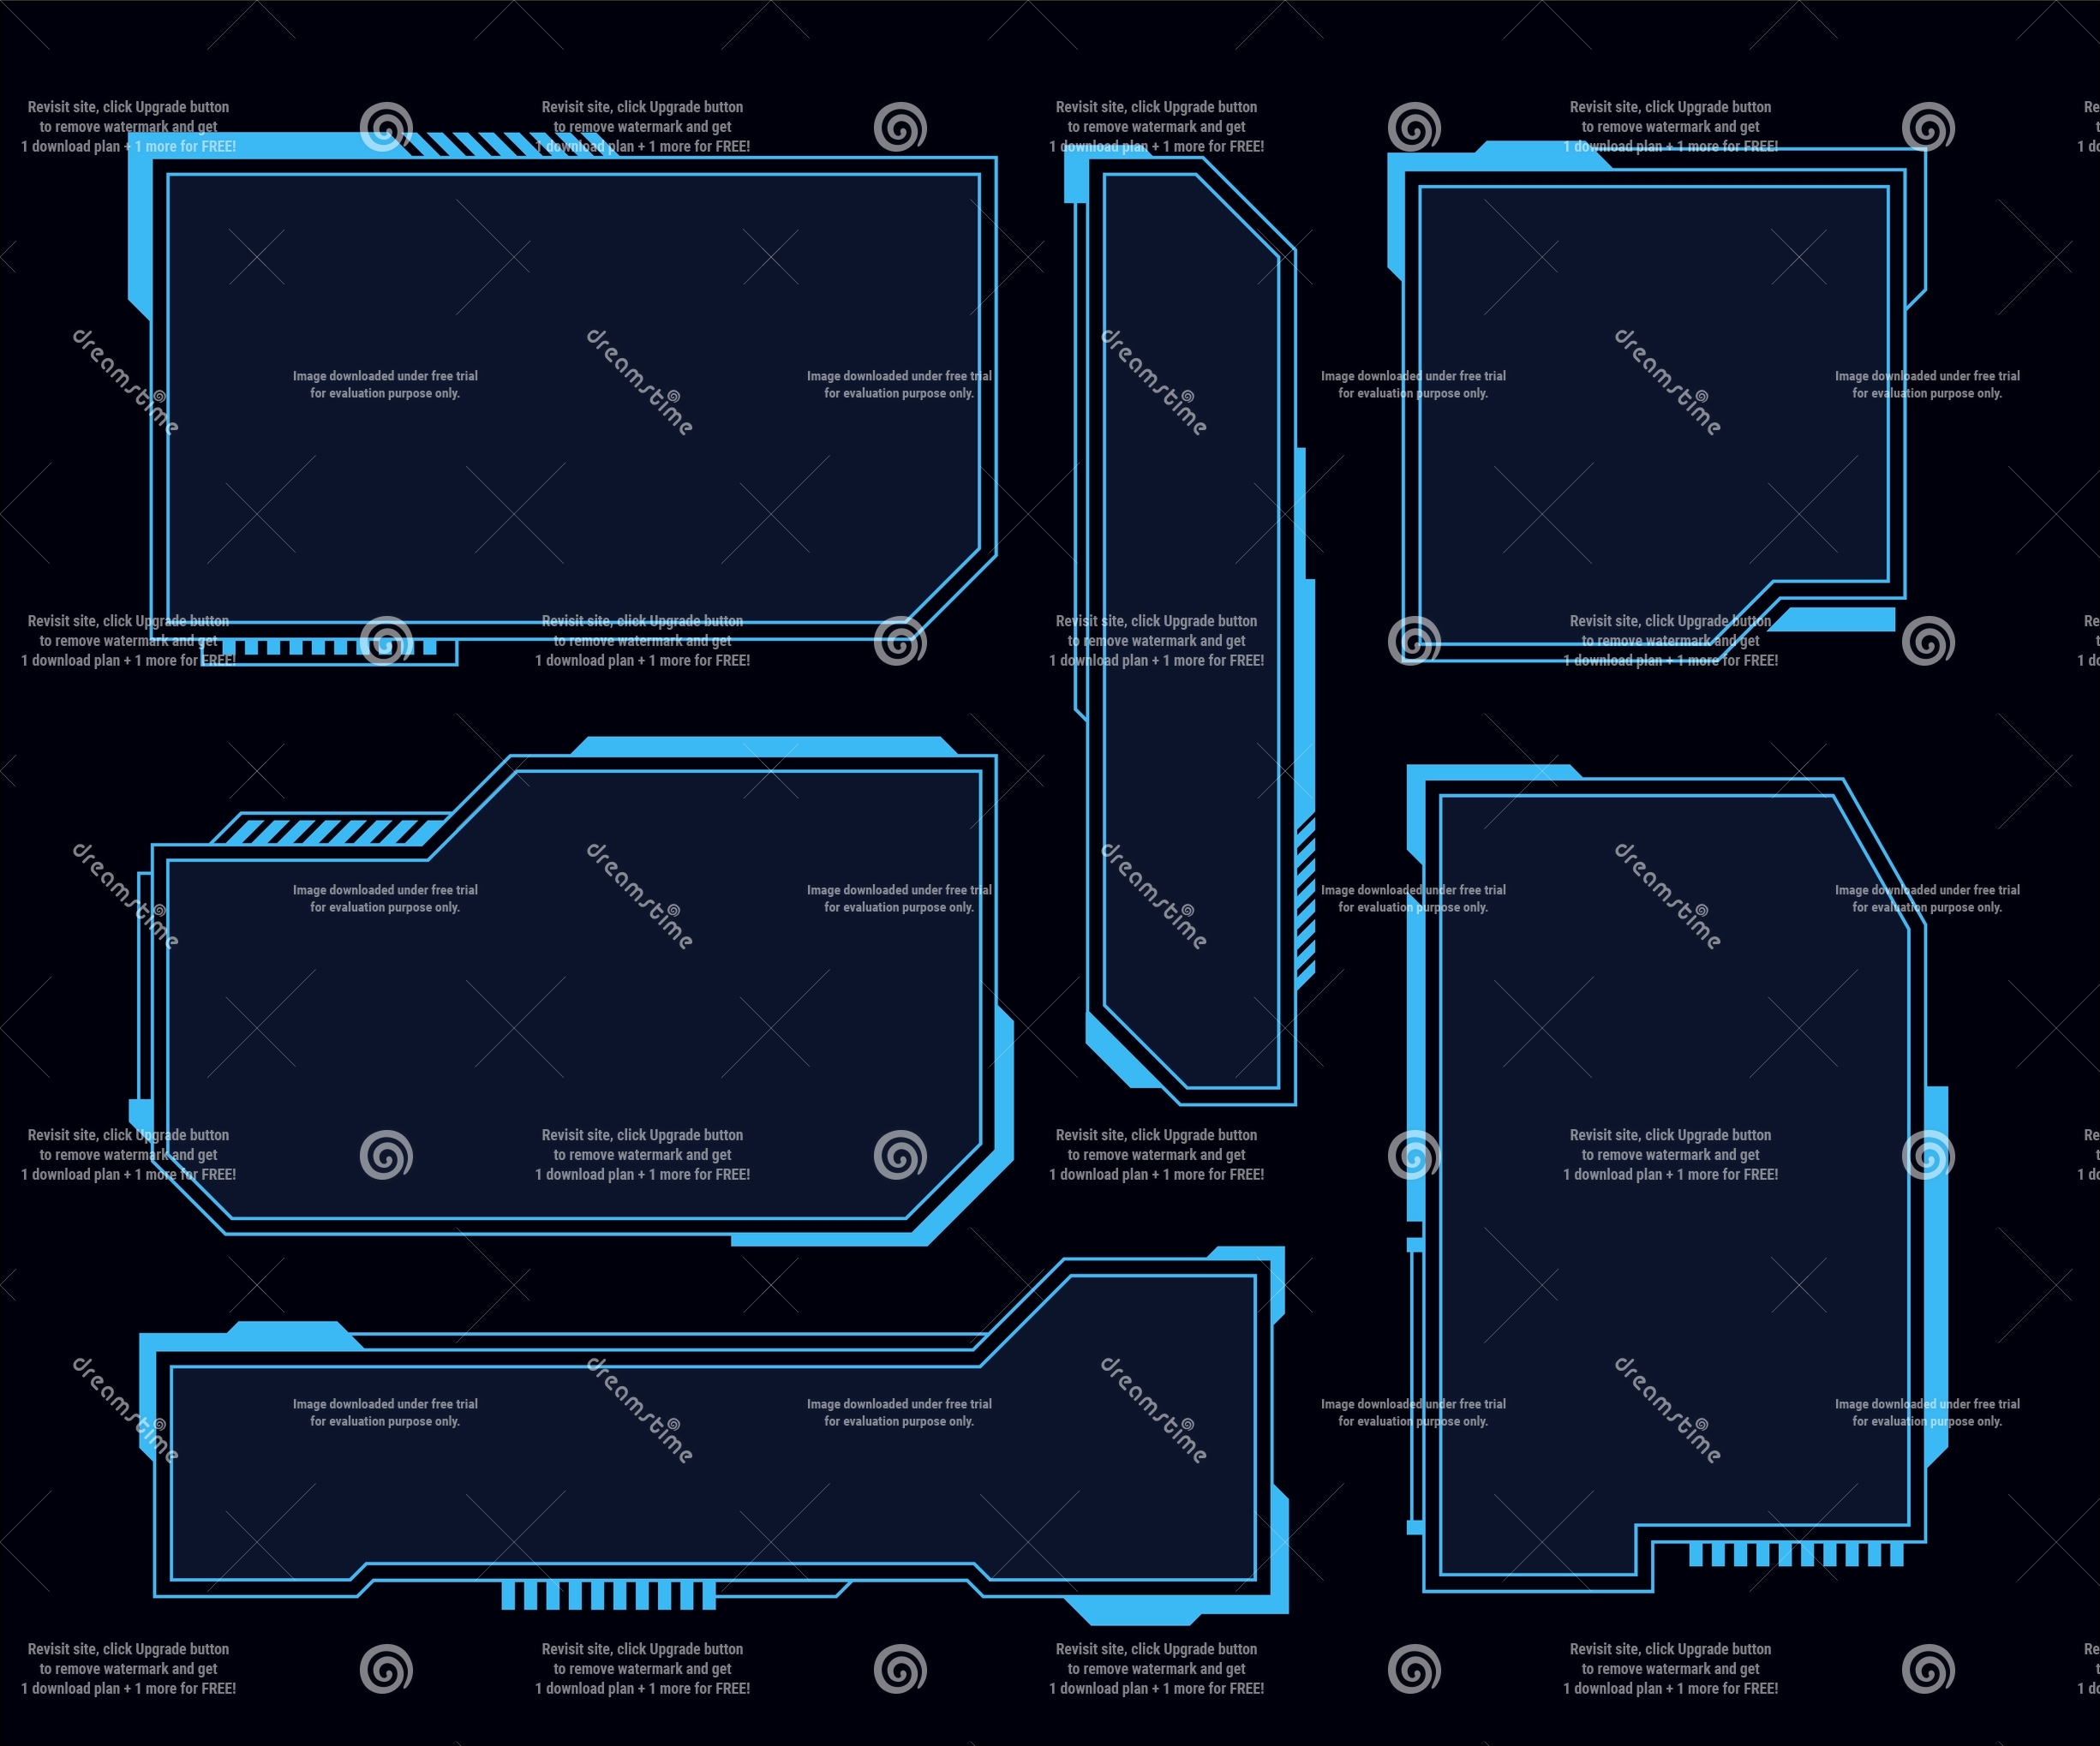 Revisit site, click Upgrade button
to remove watermark and get
1 download plan + 1 more for FREE!
Revisit site, click Upgrade button
to remove watermark and get
1 download plan + 1 more for FREE!
Revisit site, click Upgrade button
to remove watermark and get
1 download plan + 1 more for FREE!
Revisit site, click Upgrade button
to remove watermark and get
1 download plan + 1 more for FREE!
dreamstime
Image downloaded under free trial
for evaluation purpose only.
dreamstime
Image downloaded under free trial
for evaluation purpose only.
dreamstime
Image downloaded under free trial
for evaluation purpose only.
dreamstime
Image downloaded under free trial
for evaluation purpose only.
Revisit site, click Upgrade button
to remove watermark and get
1 download plan + 1 more for FREE!
Revisit site, click Upgrade button
to remove watermark and get
1 download plan + 1 more for FREE!
Revisit site, click Upgrade button
to remove watermark and get
1 download plan + 1 more for FREE!
Revisit site, click Upgrade button
to remove watermark and get
1 download plan + 1 more for FREE!
dreamstime
Image downloaded under free trial
for evaluation purpose only.
dreamstime
Image downloaded under free trial
for evaluation purpose only.
dreamstime
Image downloaded under free trial
for evaluation purpose only.
dreamstime
Image downloaded under free trial
for evaluation purpose only.
Revisit site, click Upgrade button
to remove watermark and get
1 download plan + 1 more for FREE!
Revisit site, click Upgrade button
to remove watermark and get
1 download plan + 1 more for FREE!
Revisit site, click Upgrade button
to remove watermark and get
1 download plan + 1 more for FREE!
Revisit site, click Upgrade button
to remove watermark and get
1 download plan + 1 more for FREE!
dreamstime
Image downloaded under free trial
for evaluation purpose only.
dreamstime
Image downloaded under free trial
for evaluation purpose only.
dreamstime
Image downloaded under free trial
for evaluation purpose only.
dreamstime
Image downloaded under free trial
for evaluation purpose only.
Revisit site, click Upgrade button
to remove watermark and get
1 download plan + 1 more for FREE!
Revisit site, click Upgrade button
to remove watermark and get
1 download plan + 1 more for FREE!
Revisit site, click Upgrade button
to remove watermark and get
1 download plan + 1 more for FREE!
Revisit site, click Upgrade button
to remove watermark and get
1 download plan + 1 more for FREE!